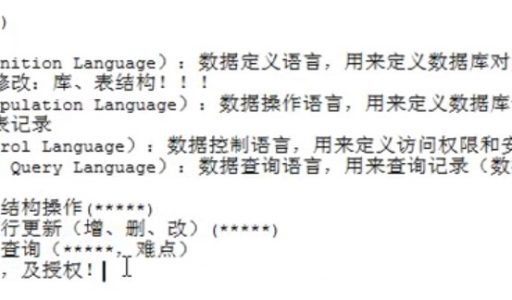 )
nition Language）：数据定义语言，用来定义数据库对
修改：库、表结构！！！
pulation Language）：数据操作语言，用来定义数据库
表记录
rol Language）：数据控制语言，用来定义访问权限和安
Query Language）：数据查询语言，用来查询记录（数
结构操作(*****)
行更新（增、删、改）(*****)
查询（*****，难点）
，及授权！